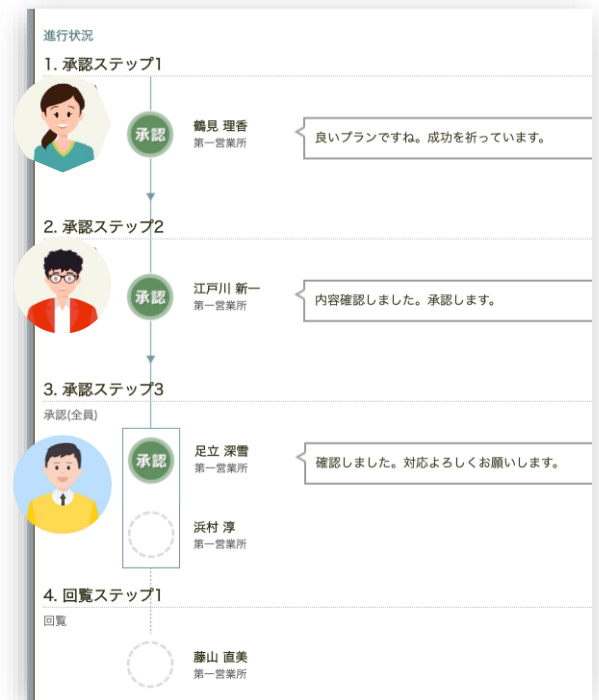 進行状況
1. 承認ステップ1
承認
鶴見 理香
第一営業所
良いプランですね。成功を祈っています。
2. 承認ステップ2
承認
江戸川 新一
第一営業所
内容確認しました。承認します。
3. 承認ステップ3
承認(全員)
承認
足立 深雪
第一営業所
確認しました。対応よろしくお願いします。
浜村 淳
第一営業所
4. 回覧ステップ1
回覧
藤山 直美
第一営業所